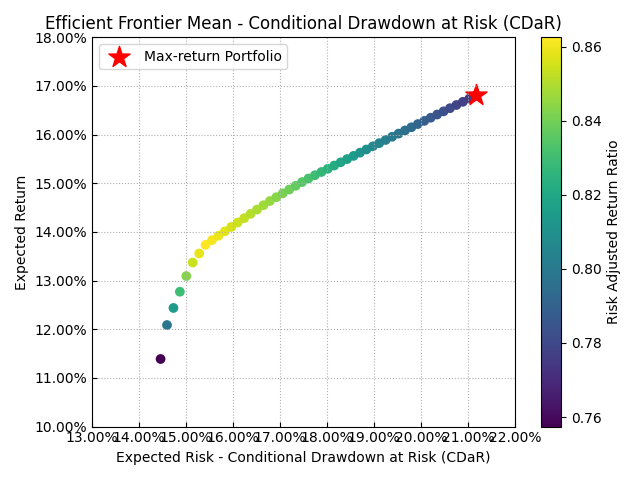 Efficient Frontier Mean - Conditional Drawdown at Risk (CDaR)
Max-return Portfolio
18.00%
17.00%
16.00%
15.00%
14.00%
13.00%
12.00%
11.00%
10.00%
Expected Return
13.00% 14.00% 15.00% 16.00% 17.00% 18.00% 19.00% 20.00% 21.00% 22.00%
Expected Risk - Conditional Drawdown at Risk (CDaR)
0.86
0.84
0.82
0.80
0.78
0.76
Risk Adjusted Return Ratio